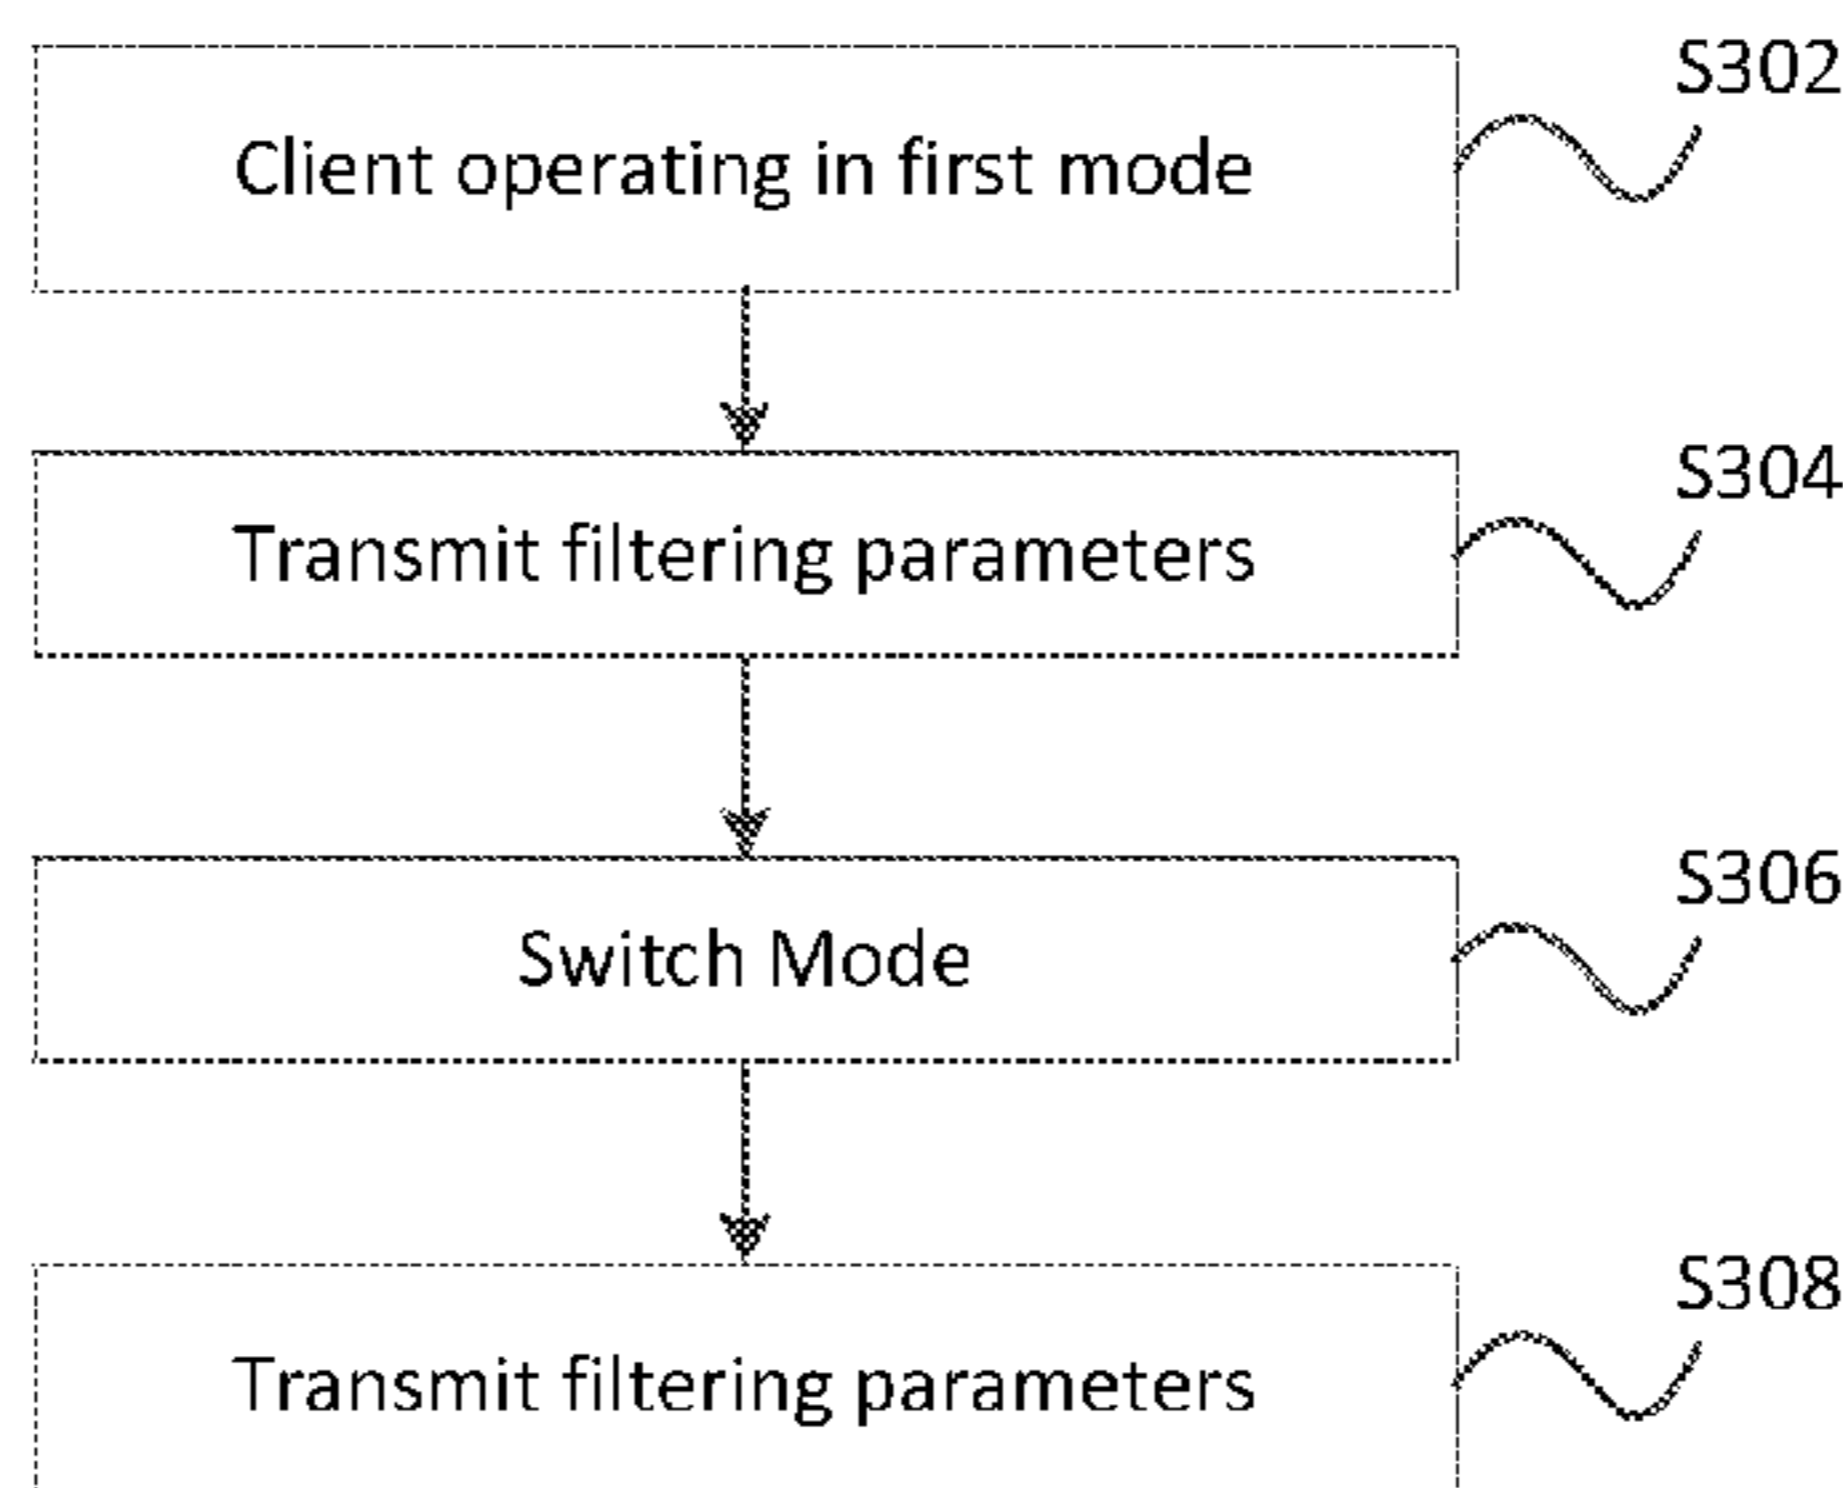 S302
Client operating in first mode
S304
Transmit filtering parameters
S306
Switch Mode
S308
Transmit filtering parameters